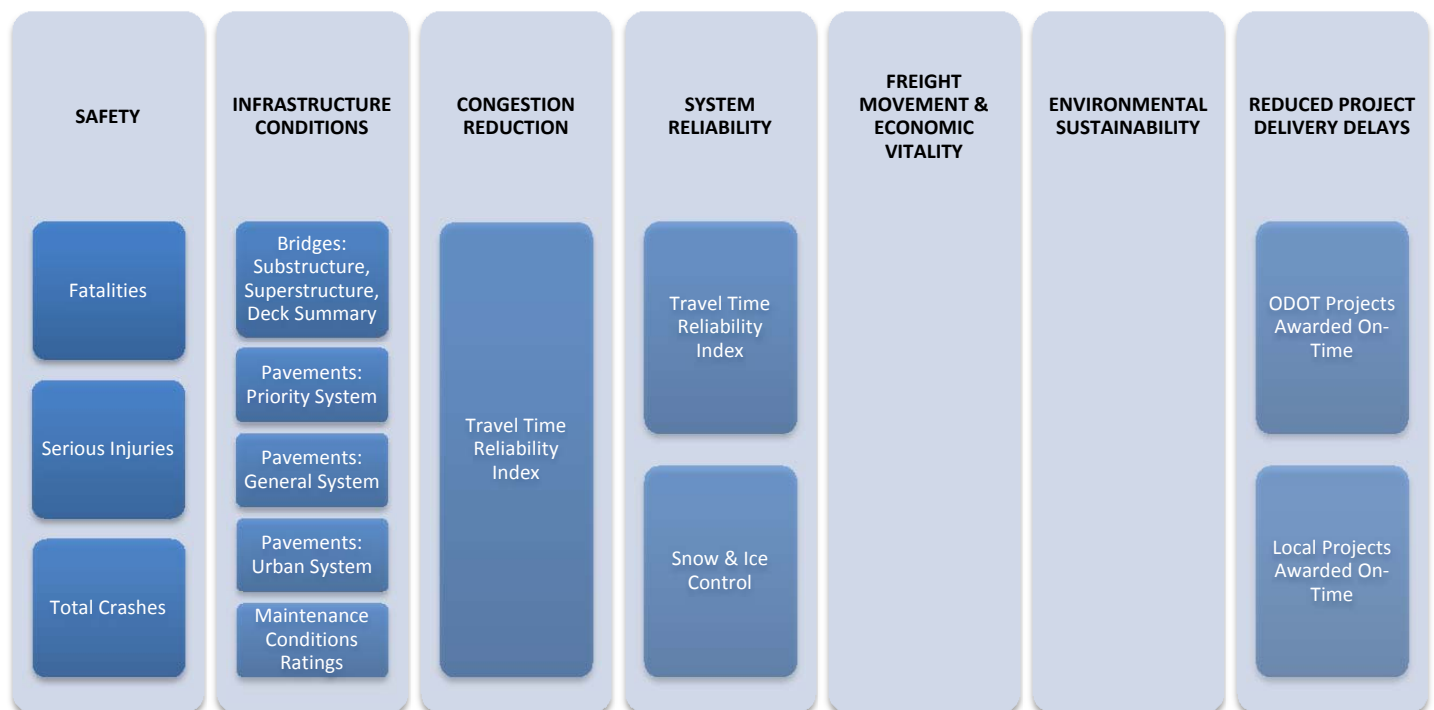 SAFETY
Fatalities
Serious Injuries
Total Crashes
INFRASTRUCTURE
CONDITIONS
Bridges:
Substructure,
Superstructure,
Deck Summary
Pavements:
Priority System
Pavements:
General System
Pavements:
Urban System
Maintenance
Conditions
Ratings
CONGESTION
REDUCTION
Travel Time
Reliability
Index
SYSTEM
RELIABILITY
Travel Time
Reliability
Index
Snow & Ice
Control
FREIGHT
MOVEMENT &
ECONOMIC
VITALITY
ENVIRONMENTAL
SUSTAINABILITY
REDUCED PROJECT
DELIVERY DELAYS
ODOT Projects
Awarded On-
Time
Local Projects
Awarded On-
Time